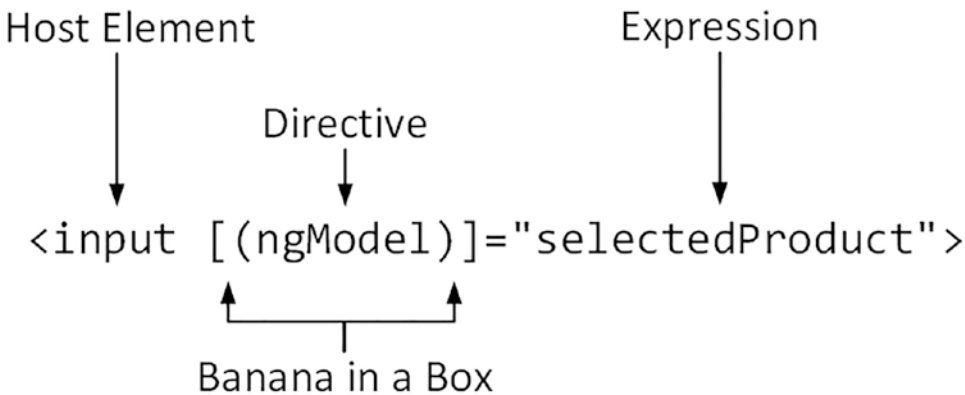 Host Element
Expression
Directive
<input [(ngModel)]="selectedProduct">
Banana in a Box